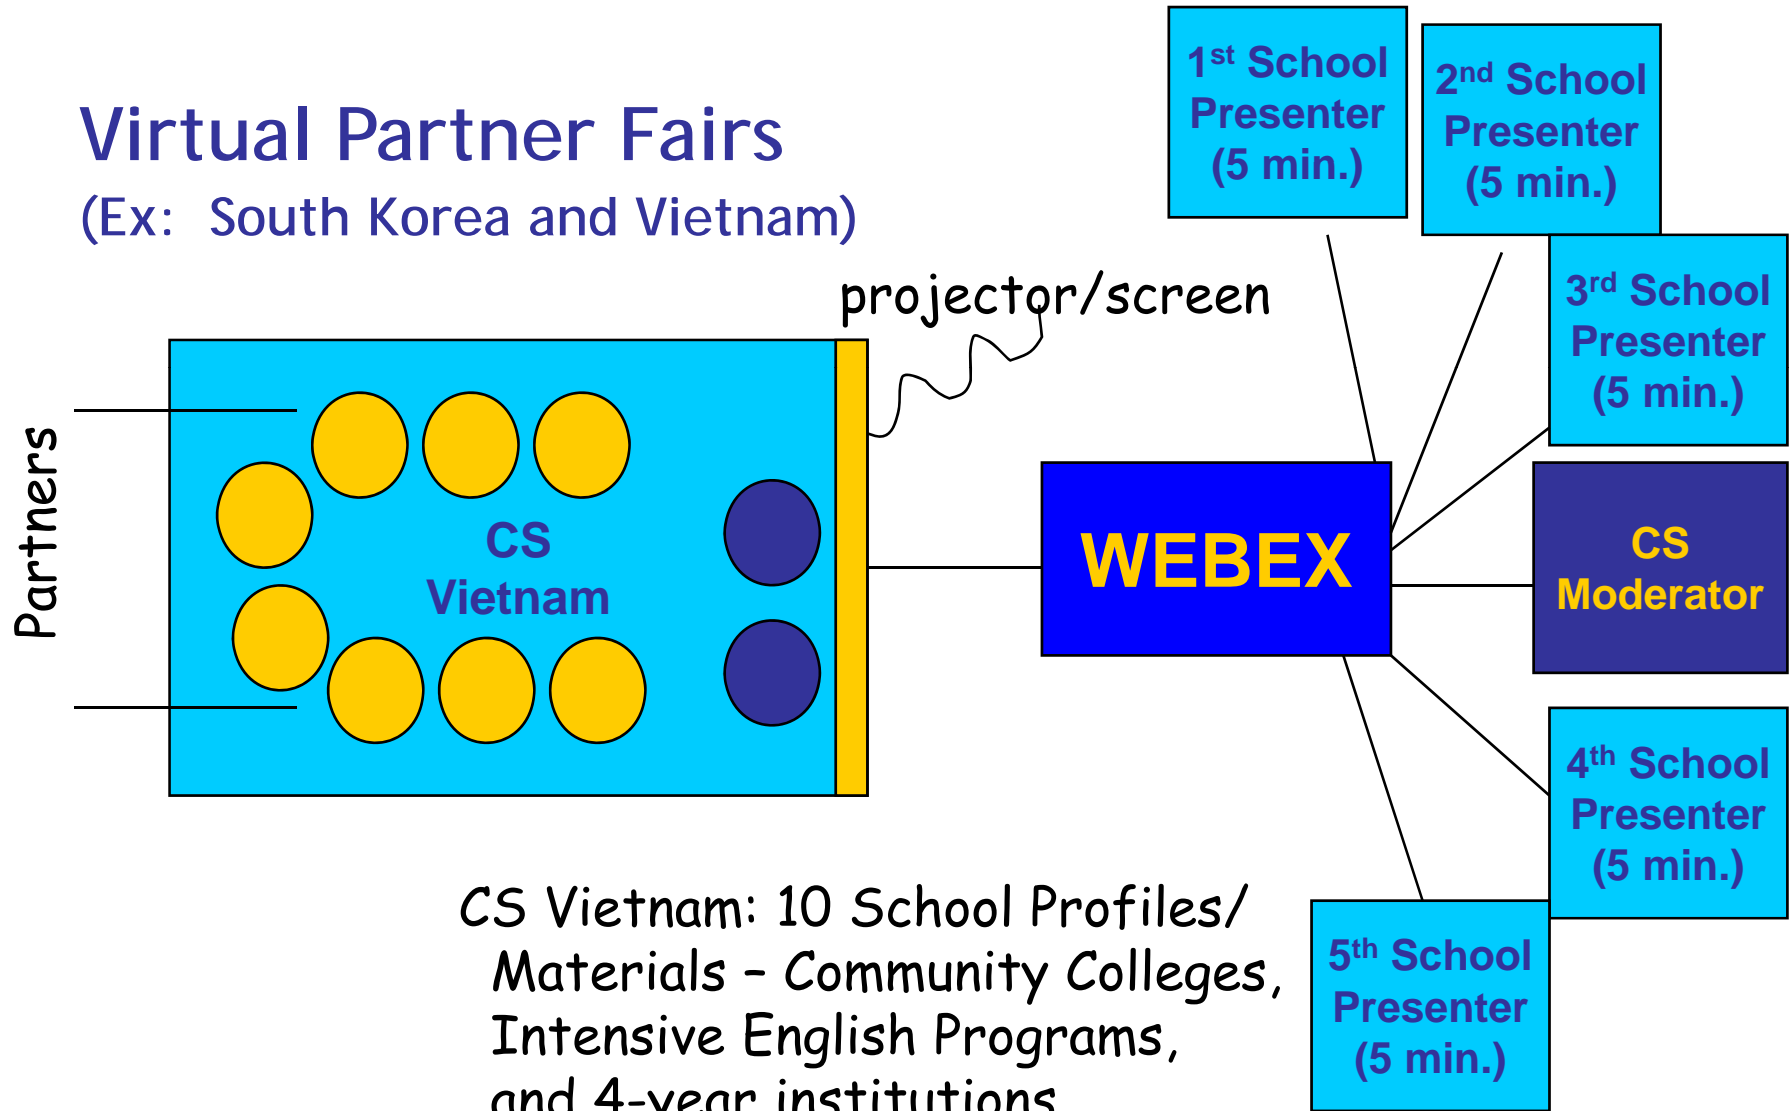 Virtual Partner Fairs
(Ex: South Korea and Vietnam)
projector/screen
Partners
CS
Vietnam
WEBEX
1st School
Presenter
(5 min.)
2nd School
Presenter
(5 min.)
3rd School
Presenter
(5 min.)
CS
Moderator
4th School
Presenter
(5 min.)
5th School
Presenter
(5 min.)
CS Vietnam: 10 School Profiles/
Materials – Community Colleges,
Intensive English Programs,
and 4-year institutions